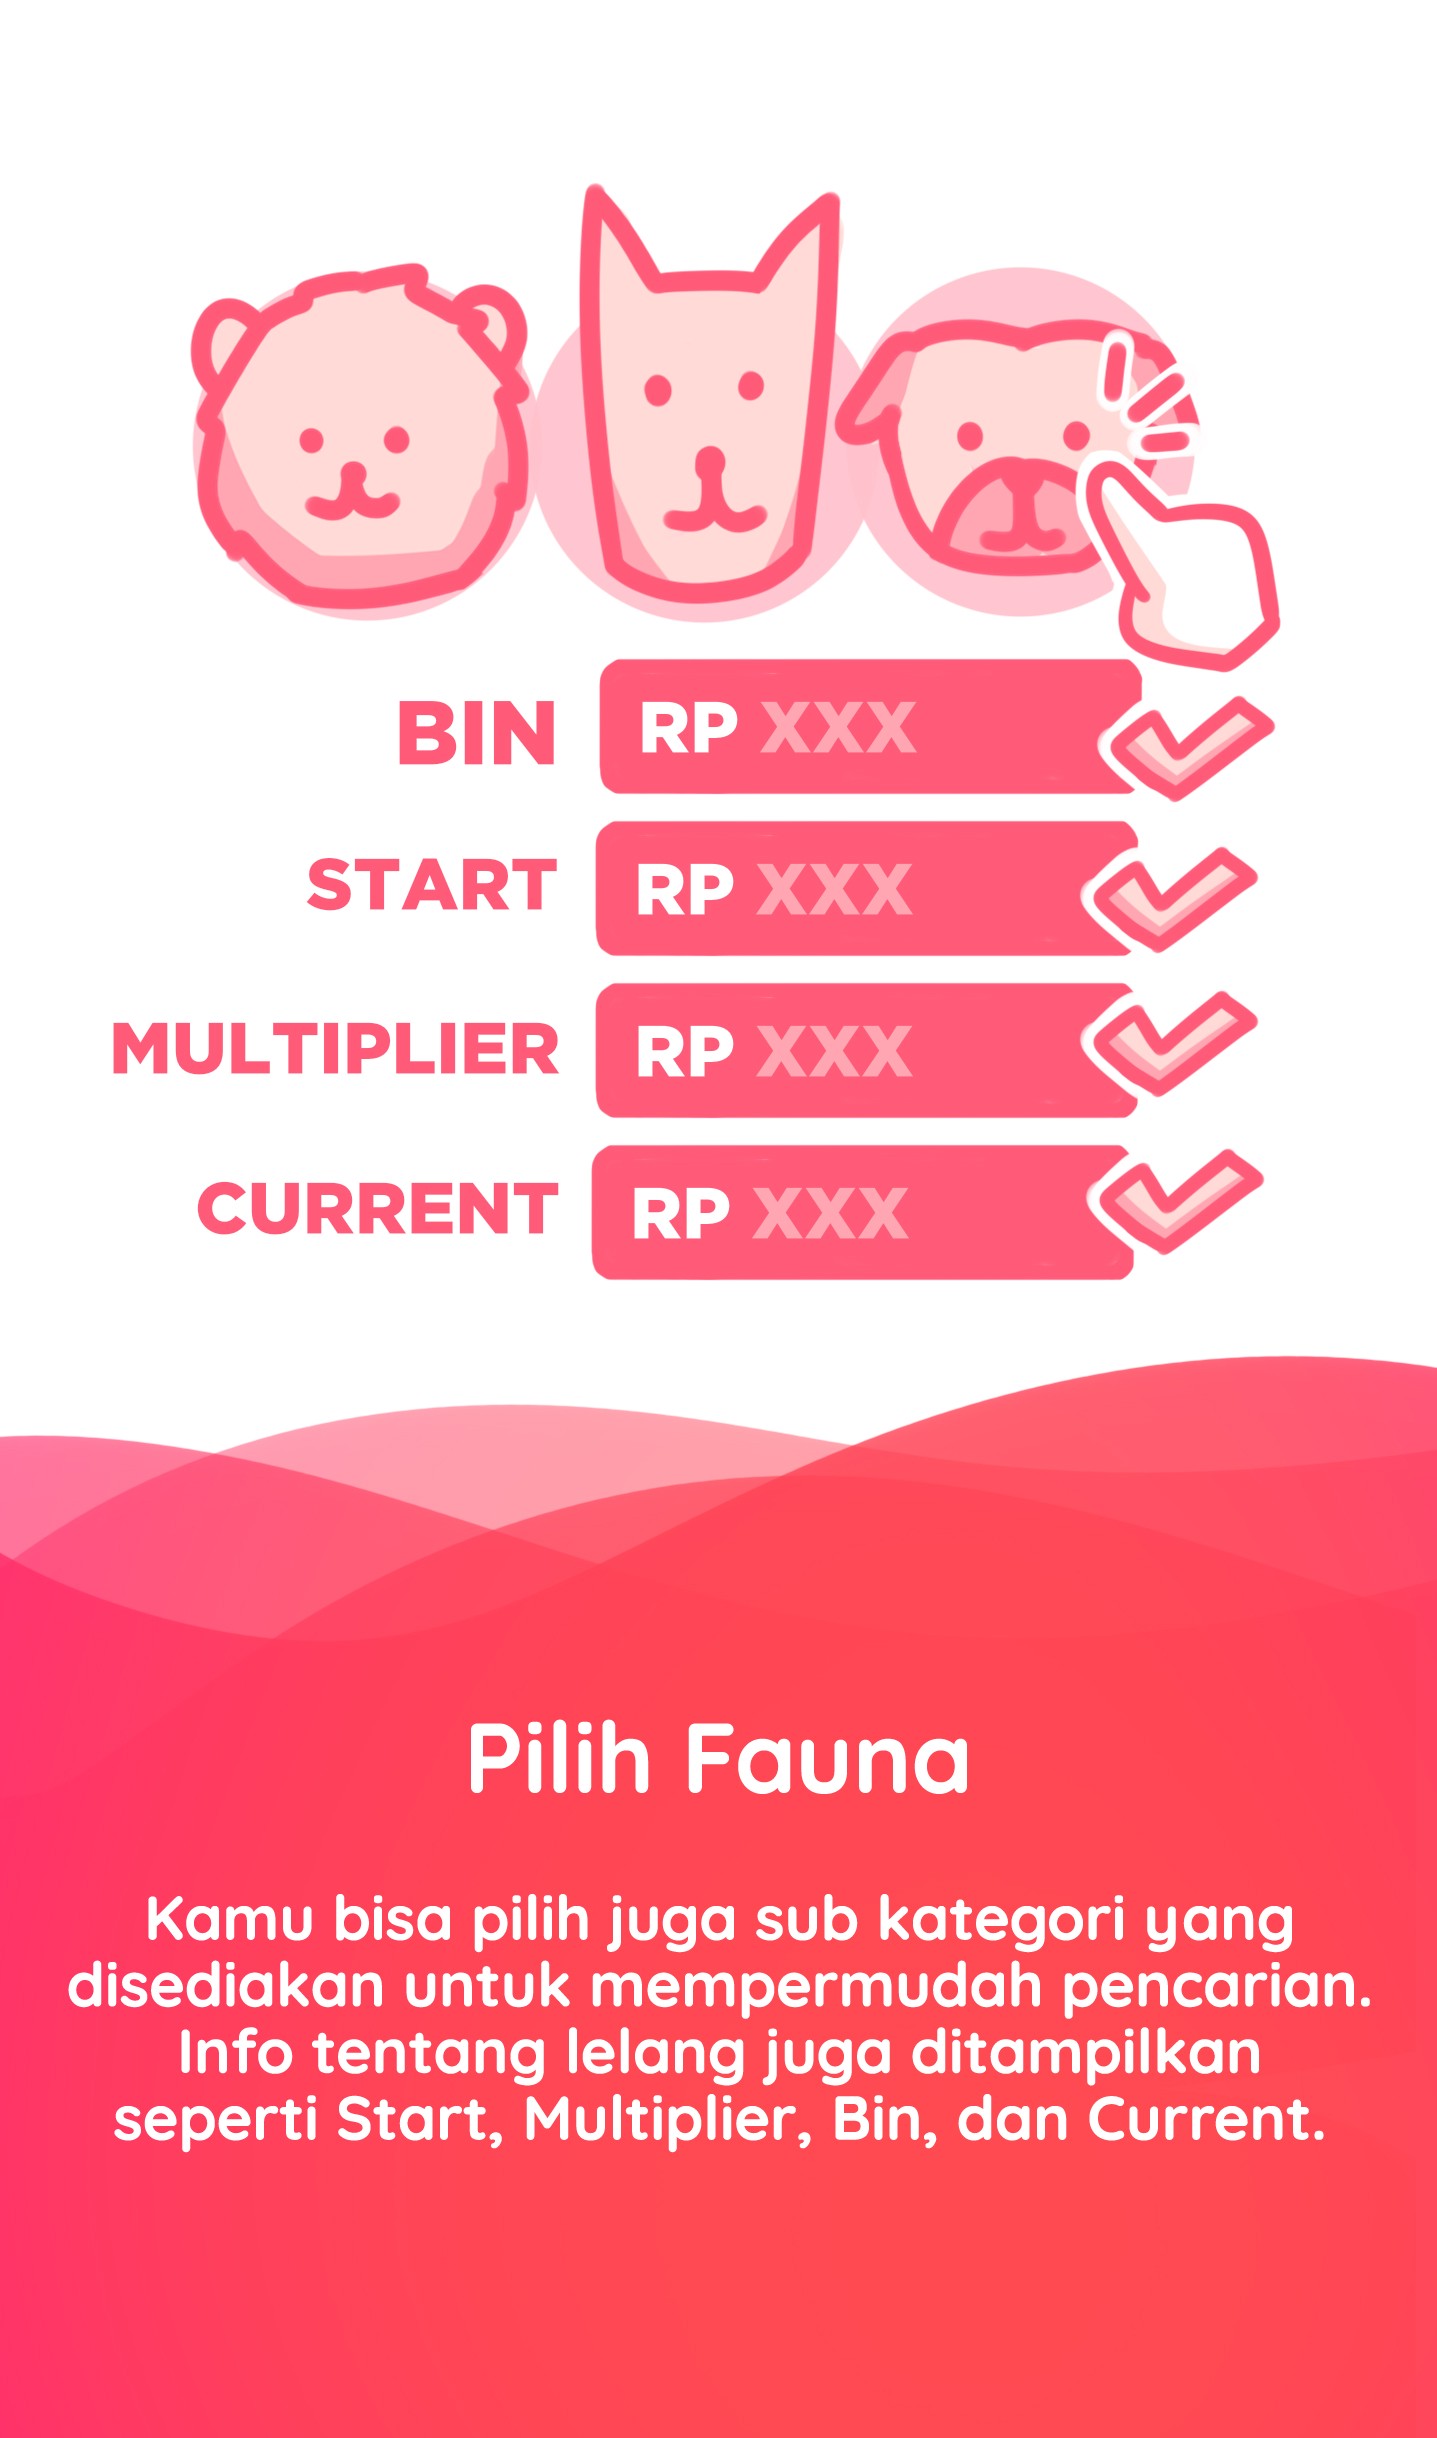 BIN RP XXX
START RP XXX
MULTIPLIER RP XXX
CURRENT RP XXX
Pilih Fauna
Kamu bisa pilih juga sub kategori yang
disediakan untuk mempermudah pencarian.
Info tentang lelang juga ditampilkan
seperti Start, Multiplier, Bin, dan Current.